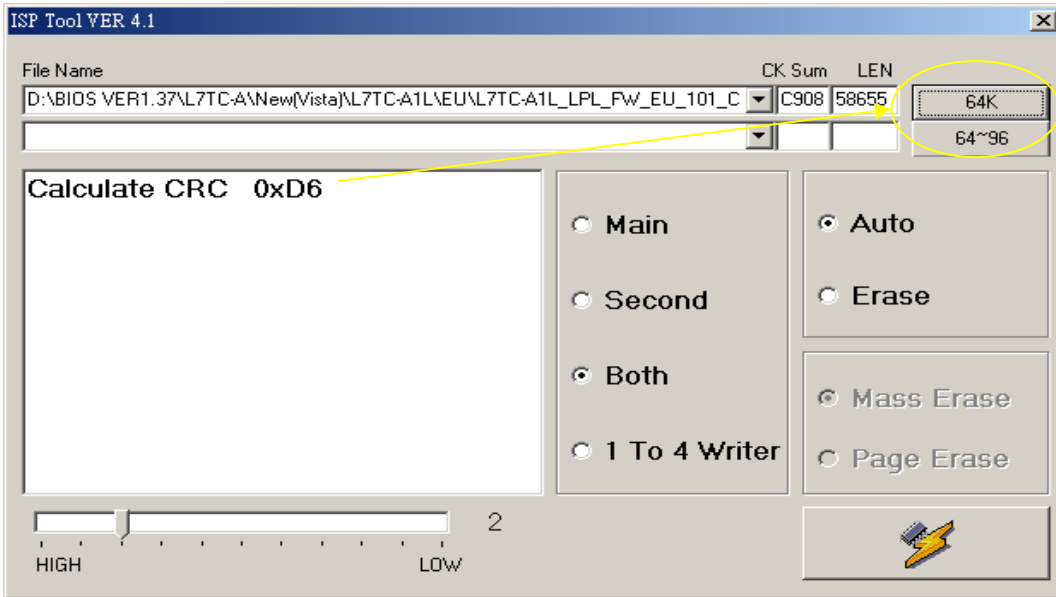 ISP Tool VER 4.1
File Name CK Sum LEN
D:\BIOS VER1.37\L7TC-A\New(Vista)\L7TC-A1L\EU\L7TC-A1L_LPL_FW_EU_101_C C908 58655 64K
64~96
Calculate CRC 0xD6
Main
Second
Both
1 To 4 Writer
Auto
Erase
Mass Erase
Page Erase
2
HIGH LOW